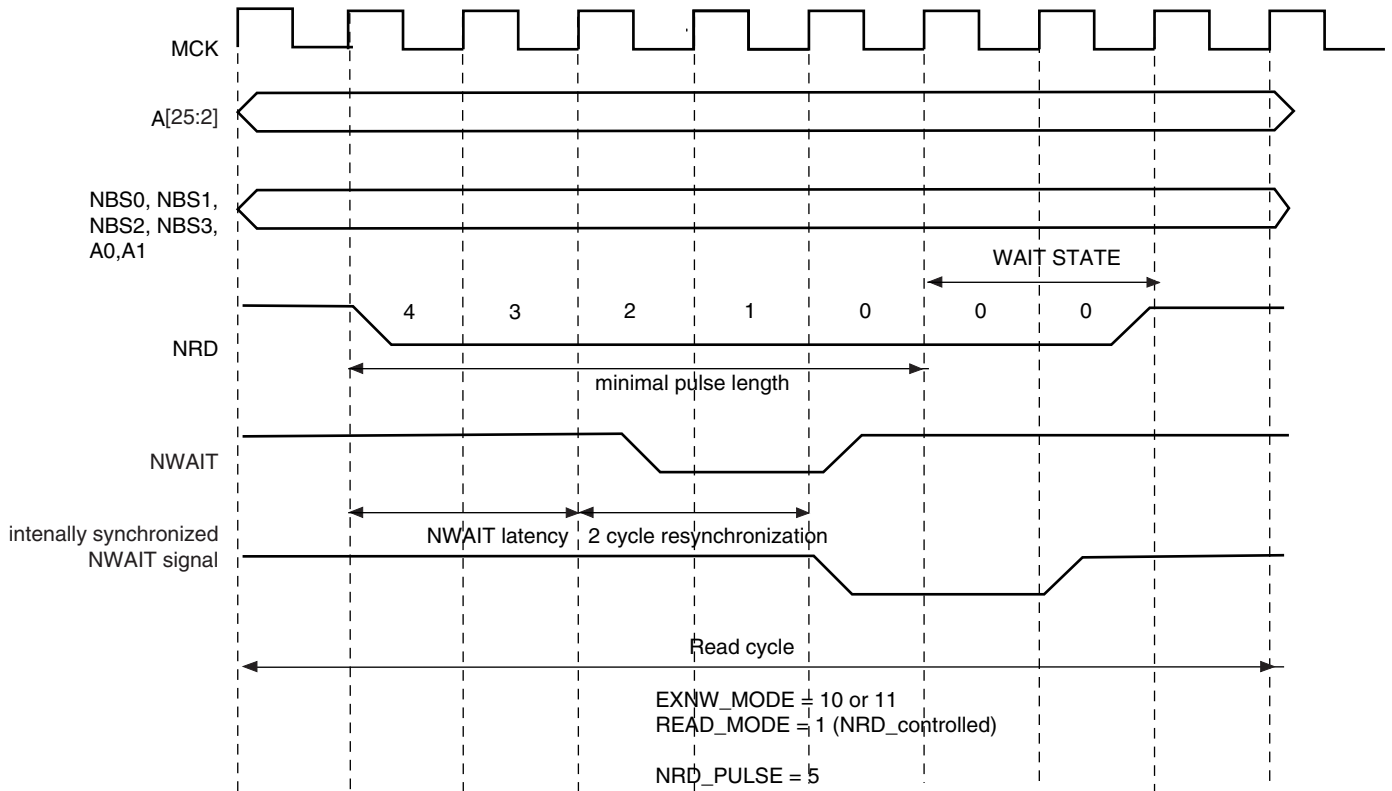 MCK
A[25:2]
NBS0, NBS1,
NBS2, NBS3,
A0,A1
WAIT STATE
4 3 2 1 0 0 0
NRD
minimal pulse length
NWAIT
intenally synchronized
NWAIT signal
NWAIT latency 2 cycle resynchronization
Read cycle
EXNW_MODE = 10 or 11
READ_MODE = 1 (NRD_controlled)
NRD_PULSE = 5